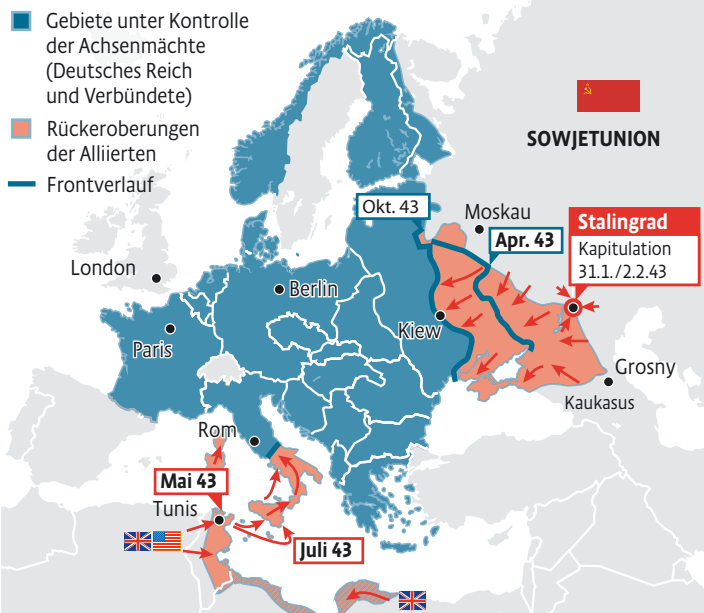 Gebiete unter Kontrolle
der Achsenmächte
(Deutsches Reich
und Verbündete)
Rückeroberungen
der Alliierten
Frontverlauf
SOWJETUNION
Okt. 43
Moskau
Apr. 43
Stalingrad
Kapitulation
31.1./2.2.43
London
Berlin
Paris
Kiew
Grosny
Kaukasus
Rom
Mai 43
Tunis
Juli 43